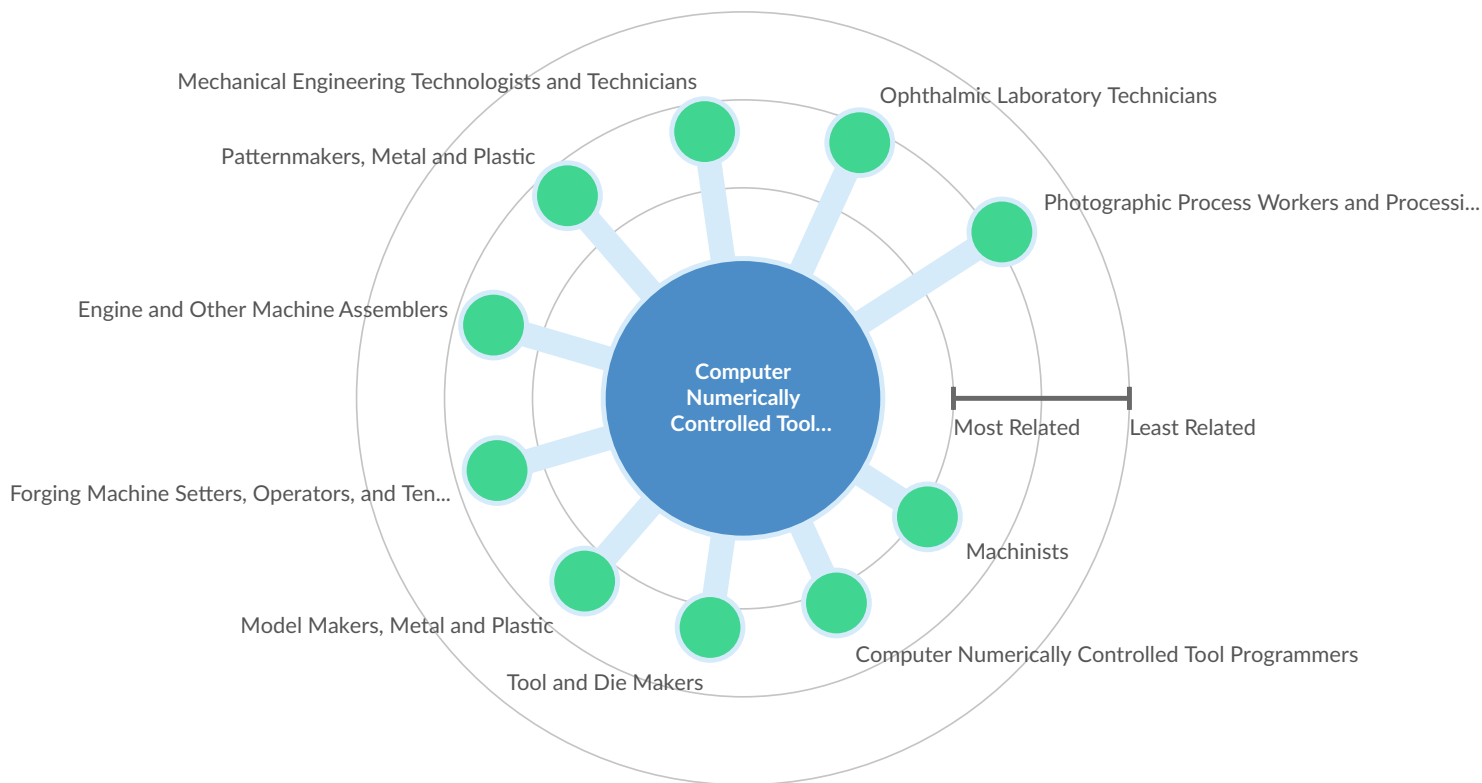 Mechanical Engineering Technologists and Technicians
Ophthalmic Laboratory Technicians
Patternmakers, Metal and Plastic
Photographic Process Workers and Processi...
Engine and Other Machine Assemblers
Computer
Numerically
Controlled Tool...
Most Related
Least Related
Forging Machine Setters, Operators, and Ten...
Machinists
Model Makers, Metal and Plastic
Computer Numerically Controlled Tool Programmers
Tool and Die Makers